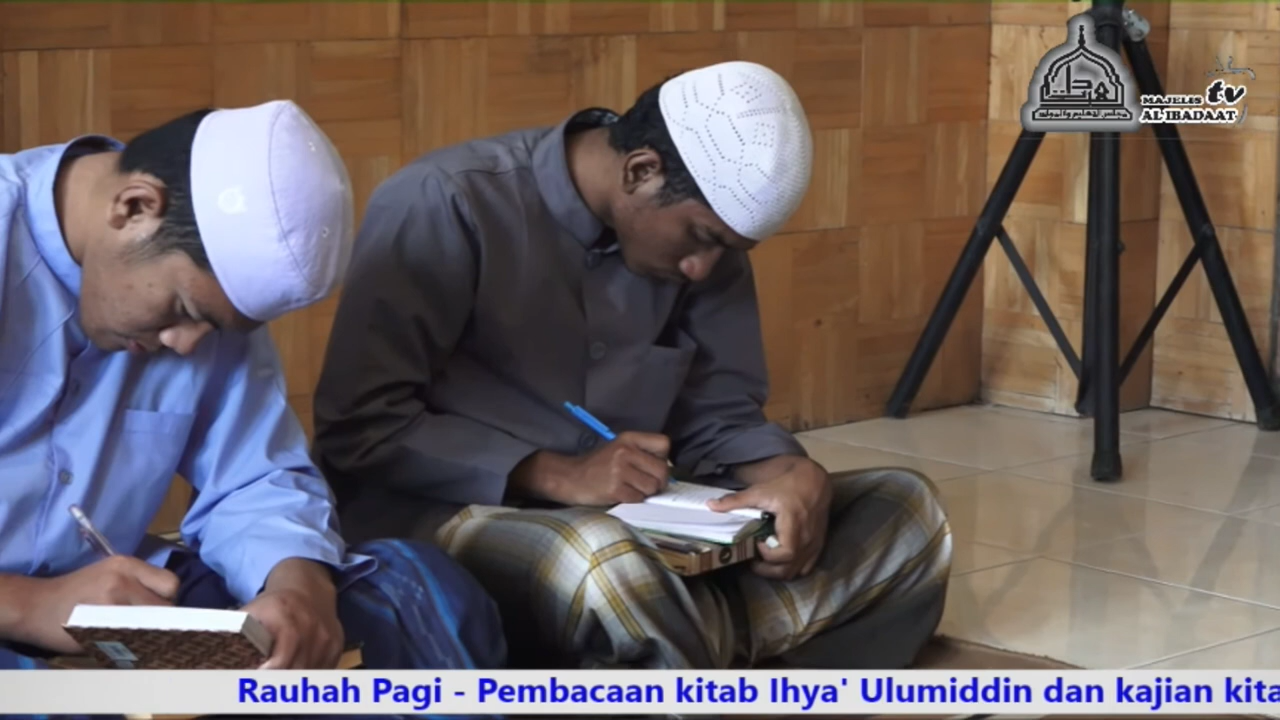 MAJELIS tv
AL-IBADAAT
Rauhah Pagi - Pembacaan kitab Ihya' Ulumiddin dan kajian kita